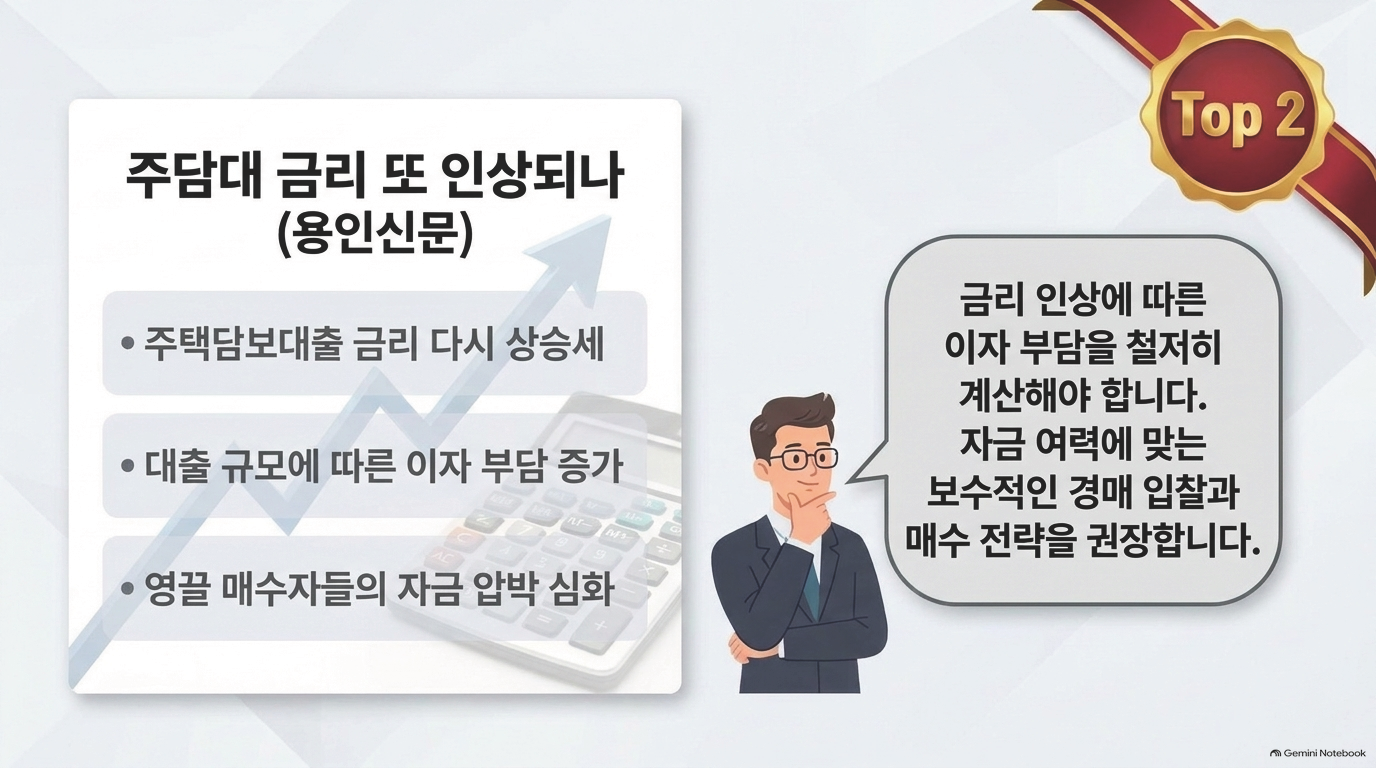 Top 2
주담대 금리 또 인상되나
(용인신문)
• 주택담보대출 금리 다시 상승세
• 대출 규모에 따른 이자 부담 증가
• 영끌 매수자들의 자금 압박 심화
금리 인상에 따른
이자 부담을 철저히
계산해야 합니다.
자금 여력에 맞는
보수적인 경매 입찰과
매수 전략을 권장합니다.
Gemini Notebook